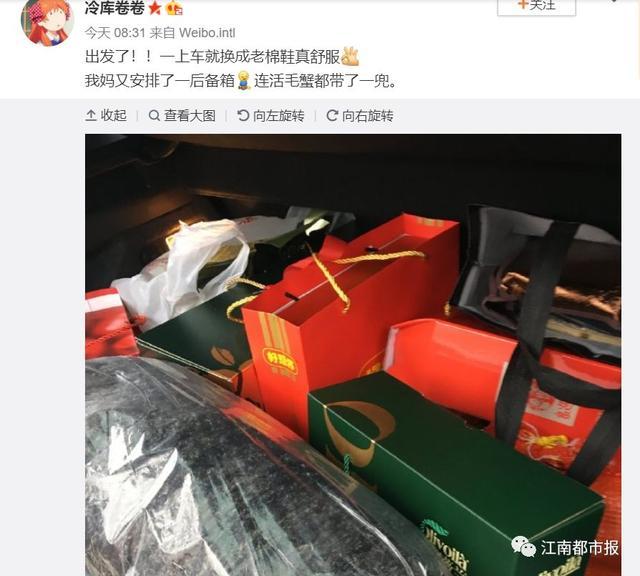 冷库卷卷
+关注
今天 08:31 来自 Weibo.intl
出发了！！一上车就换成老棉鞋真舒服
我妈又安排了一后备箱 连活毛蟹都带了一兜。
收起 查看大图 向左旋转 向右旋转
江南都市报